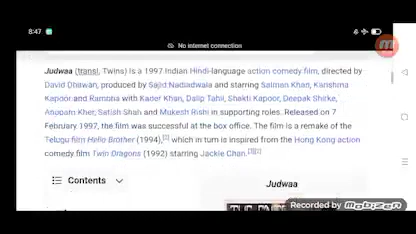 8:47
No internet connection
Judwaa (transl. Twins) is a 1997 Indian Hindi-language action comedy film, directed by
David Dhawan, produced by Sajid Nadiadwala and starring Salman Khan, Karishma
Kapoor and Rambha with Kader Khan, Dalip Tahil, Shakti Kapoor, Deepak Shirke,
Anupam Kher, Satish Shah and Mukesh Rishi in supporting roles. Released on 7
February 1997, the film was successful at the box office. The film is a remake of the
Telugu film Hello Brother (1994),[2] which in turn is inspired from the Hong Kong action
comedy film Twin Dragons (1992) starring Jackie Chan.
Contents
Judwaa
Recorded by Mobizen